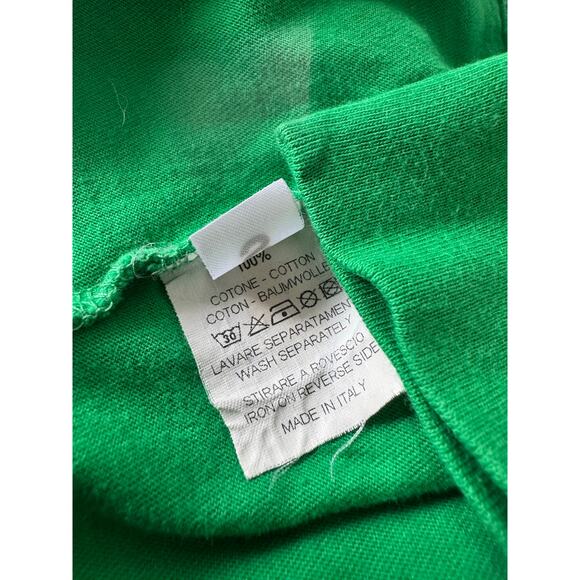 100%
COTONE - COTTON
COTON - BAUMWOLLE
30
LAVARE SEPARATAMENTE
WASH SEPARATELY
STIRARE A ROVESCIO
IRON ON REVERSE SIDE
MADE IN ITALY